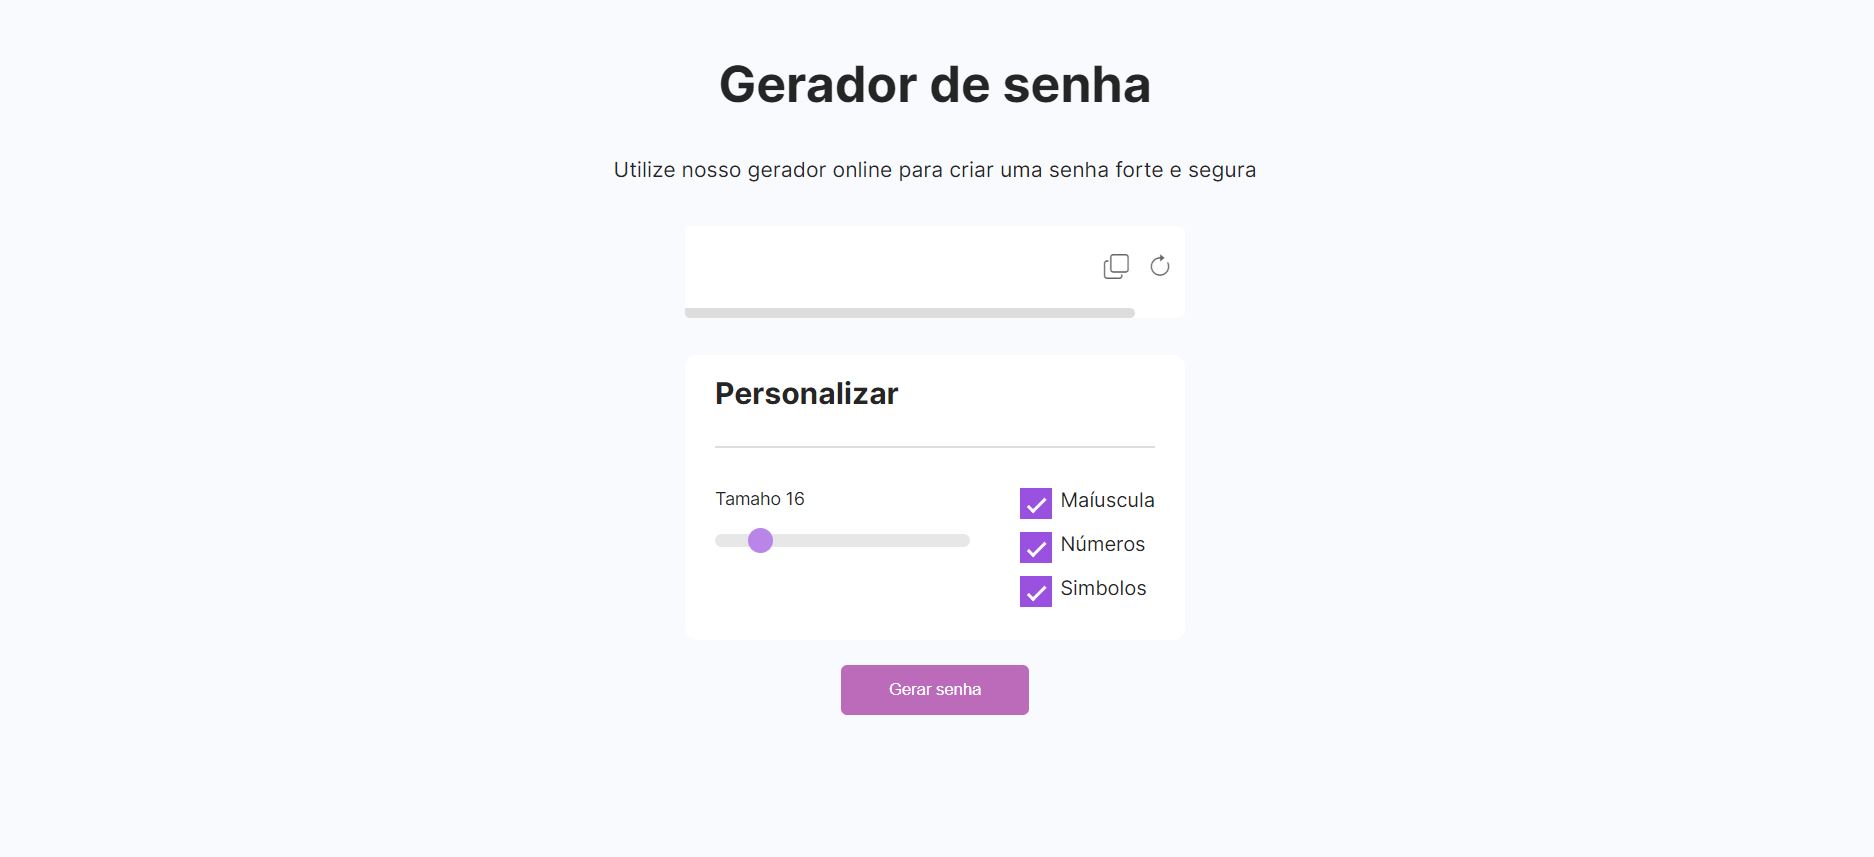 Gerador de senha
Utilize nosso gerador online para criar uma senha forte e segura
Personalizar
Tamaho 16
Maíuscula
Números
Simbolos
Gerar senha